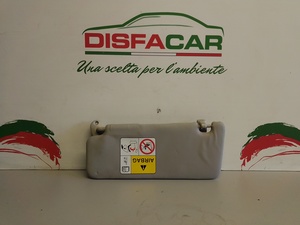 DISFACAR
Una scelta per l'ambiente
AIRBAG